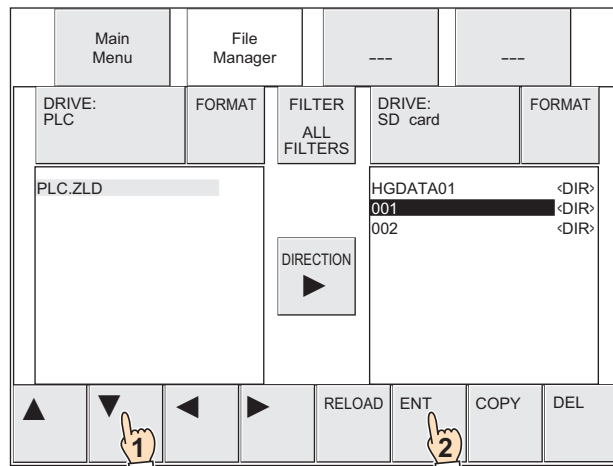 Main
Menu
File
Manager
---
---
DRIVE:
PLC
FORMAT
FILTER
ALL
FILTERS
DRIVE:
SD card
FORMAT
PLC.ZLD
HGDATA01 <DIR>
001 <DIR>
002 <DIR>
DIRECTION
▶
▲ ▼ ◀ ▶ RELOAD ENT COPY DEL
1 2